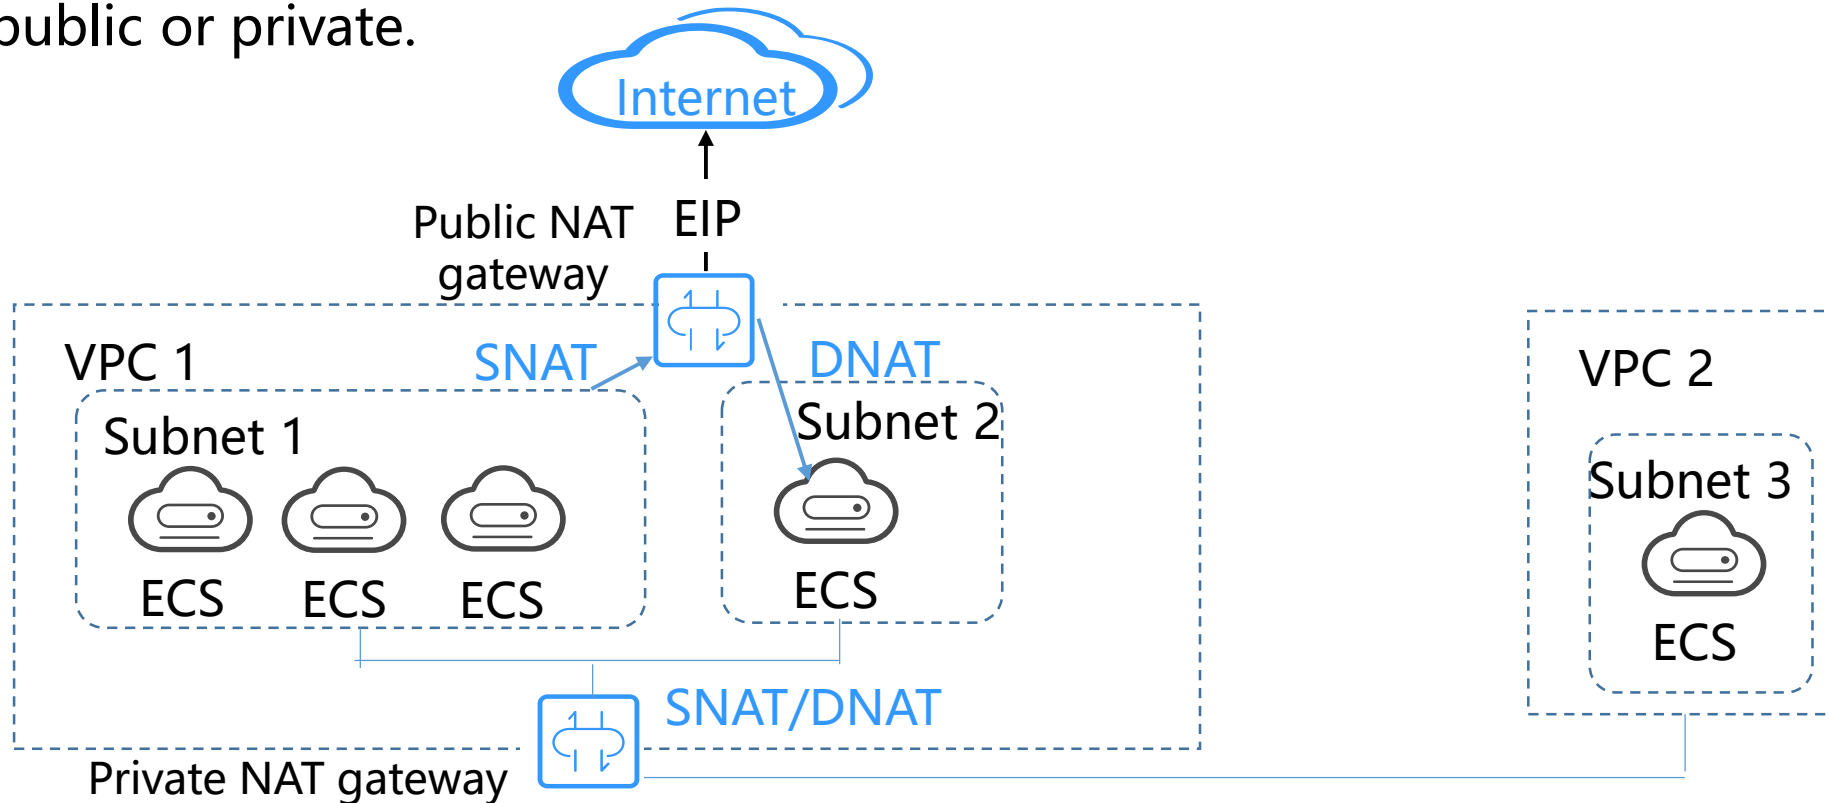 public or private.
Internet
Public NAT
gateway
EIP
VPC 1
SNAT
DNAT
VPC 2
Subnet 1
Subnet 2
Subnet 3
ECS
ECS
ECS
ECS
ECS
SNAT/DNAT
Private NAT gateway